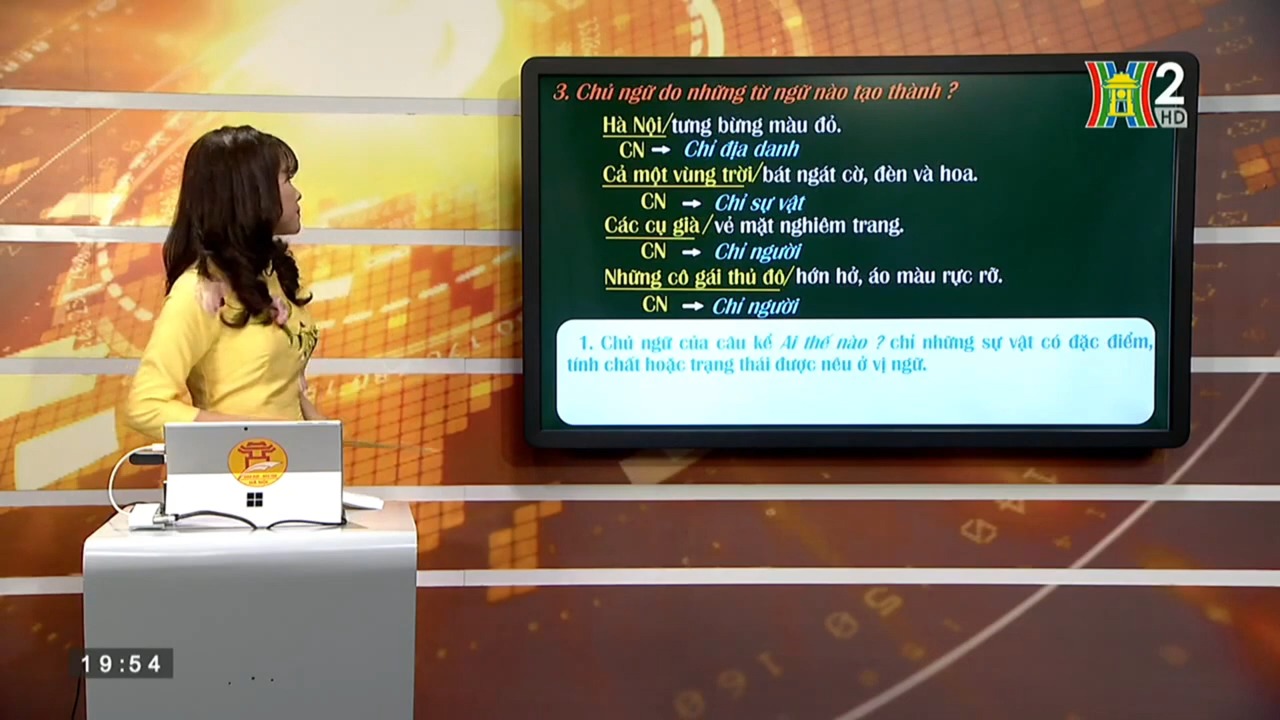 3. Chủ ngữ do những từ ngữ nào tạo thành ?
Hà Nội/tưng bừng màu đỏ.
CN → Chỉ địa danh
Cả một vùng trời/bát ngát cờ, đèn và hoa.
CN → Chỉ sự vật
Các cụ già/vẻ mặt nghiêm trang.
CN → Chỉ người
Những cô gái thủ đô/hớn hở, áo màu rực rỡ.
CN → Chỉ người
1. Chủ ngữ của câu kể Ai thế nào ? chỉ những sự vật có đặc điểm,
tính chất hoặc trạng thái được nêu ở vị ngữ.
2
HD
HÀ NỘI
19:54